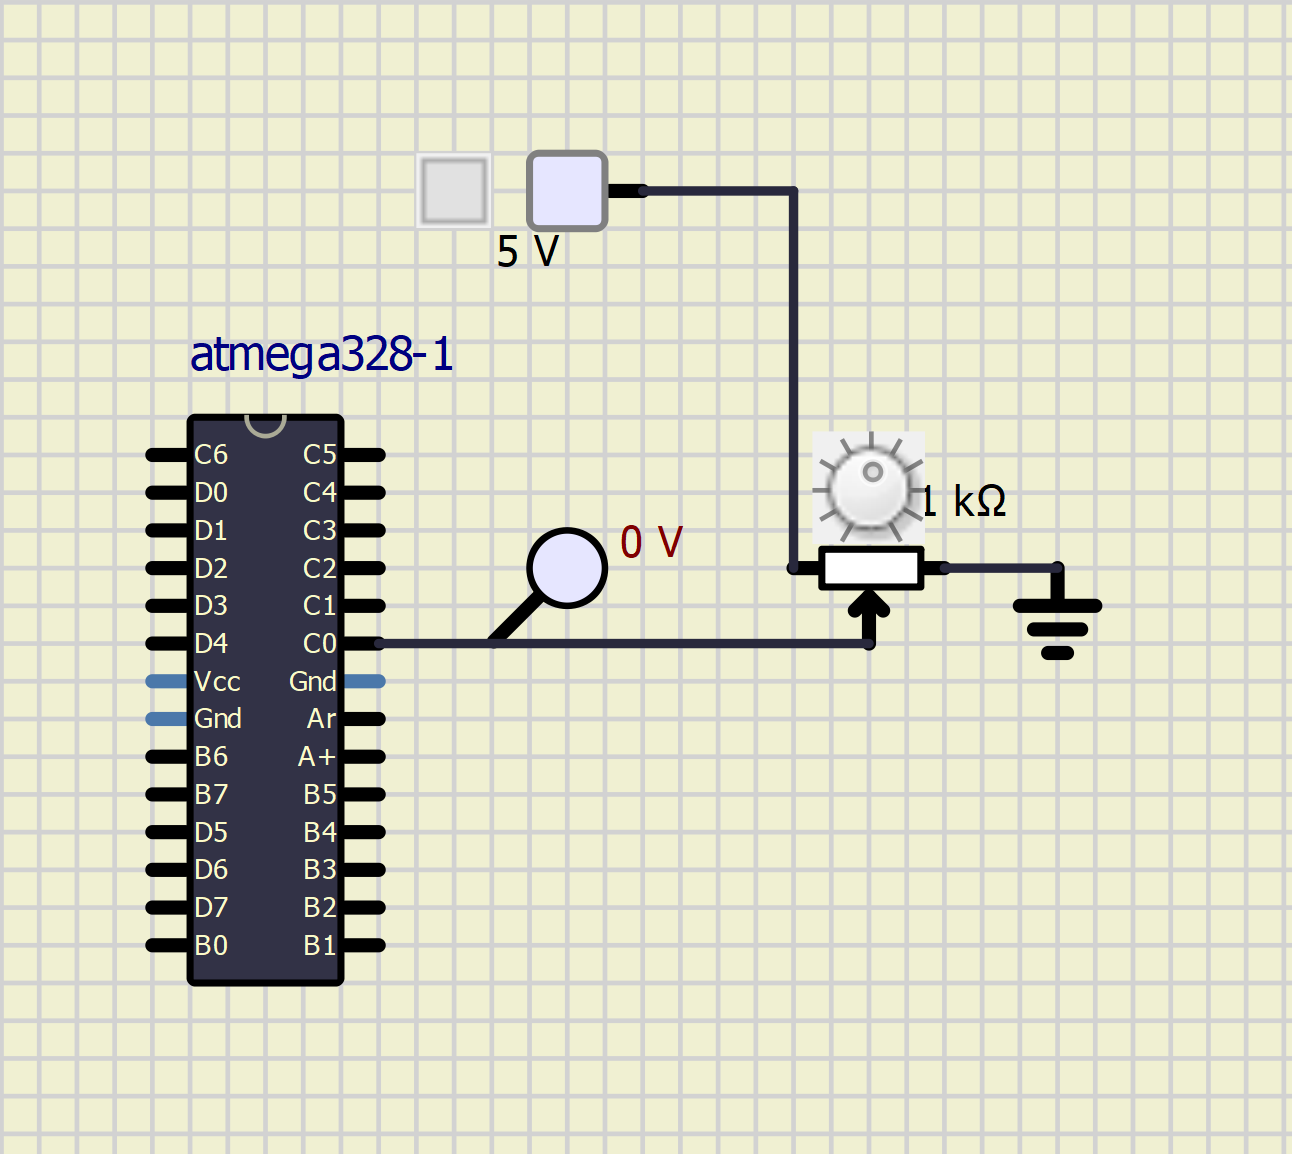 5 V
atmega328-1
1 kΩ
0 V
C6 C5
D0 C4
D1 C3
D2 C2
D3 C1
D4 C0
Vcc Gnd
Gnd Ar
B6 A+
B7 B5
D5 B4
D6 B3
D7 B2
B0 B1